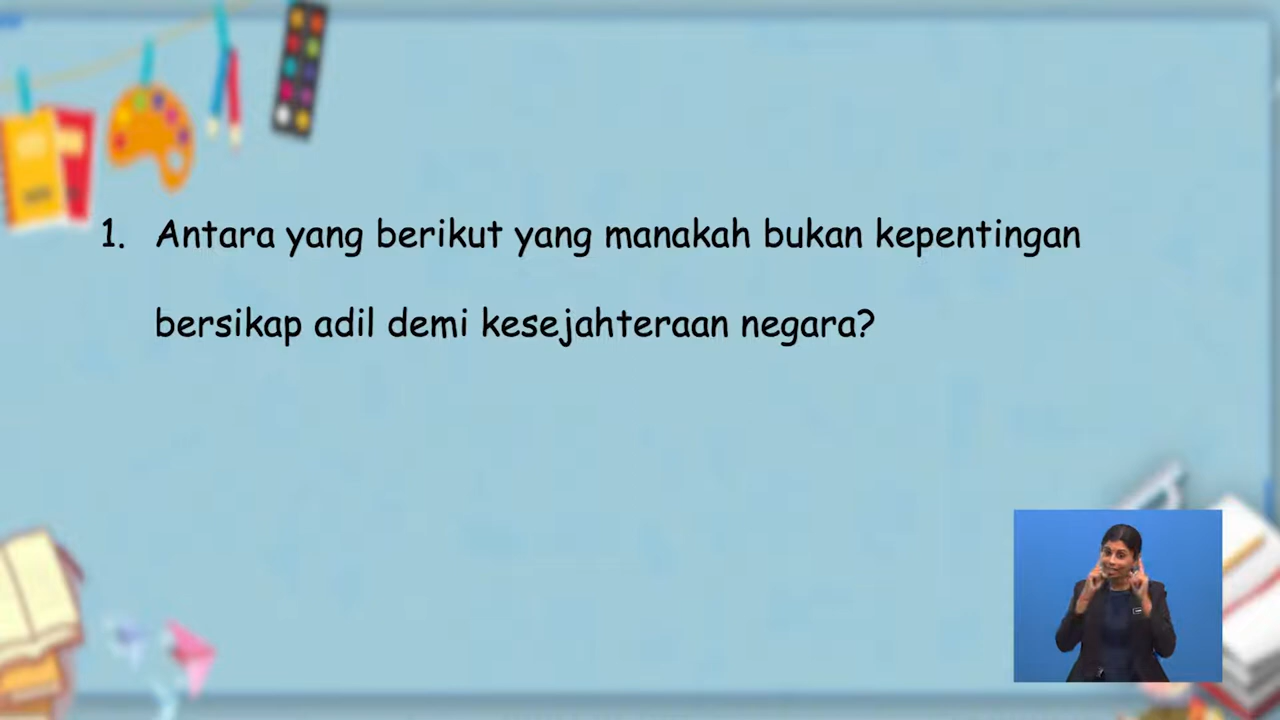 1. Antara yang berikut yang manakah bukan kepentingan
bersikap adil demi kesejahteraan negara?